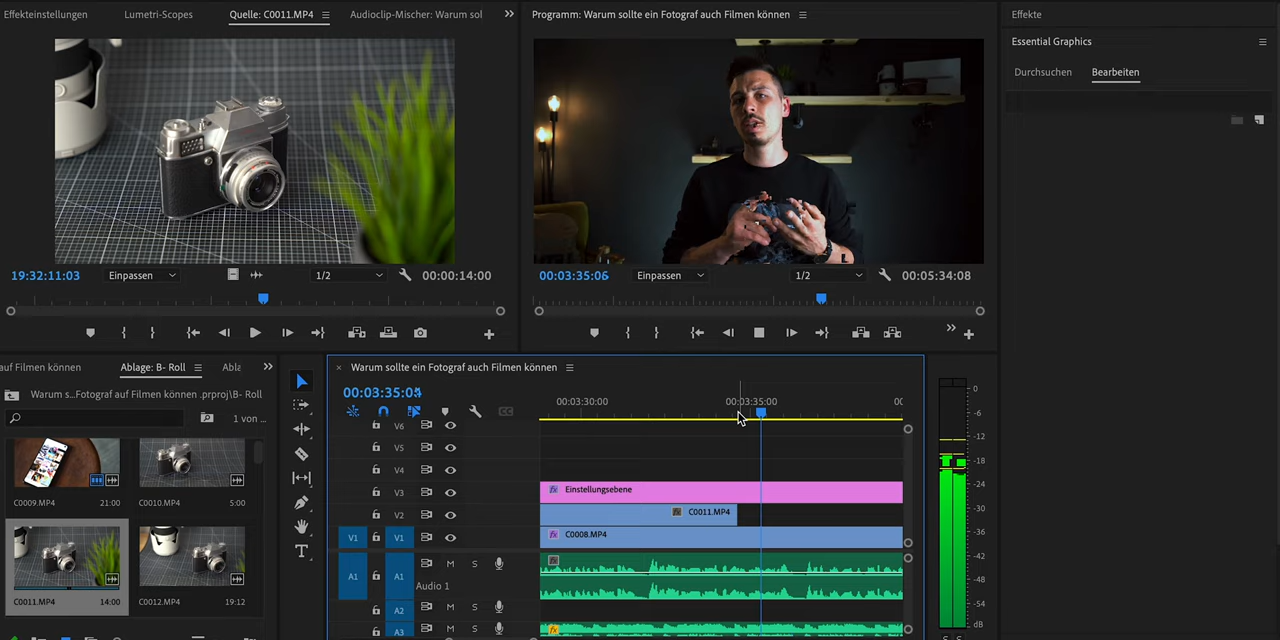 Effekteinstellungen
Lumetri-Scopes
Quelle: C0011.MP4
Audioclip-Mischer: Warum sol
Programm: Warum sollte ein Fotograf auch Filmen können
Effekte
Essential Graphics
Durchsuchen
Bearbeiten
19:32:11:03
Einpassen
1/2
00:00:14:00
00:03:35:06
Einpassen
1/2
00:05:34:08
auf Filmen können
Ablage: B- Roll
Abla
Warum s...Fotograf auf Filmen können .prproj\B- Roll
1 von ...
C0009.MP4
21:00
C0010.MP4
5:00
C0011.MP4
14:00
C0012.MP4
19:12
Warum sollte ein Fotograf auch Filmen können
00:03:30:00
00:03:35:00
00
V6
V5
V4
V3
Einstellungsebene
V2
C0011.MP4
V1
V1
C0008.MP4
A1
A1
M
S
Audio 1
A2
M
S
A3
M
S
fx
0
-6
-12
-18
-24
-30
-36
-42
-48
-54
dB
S
S